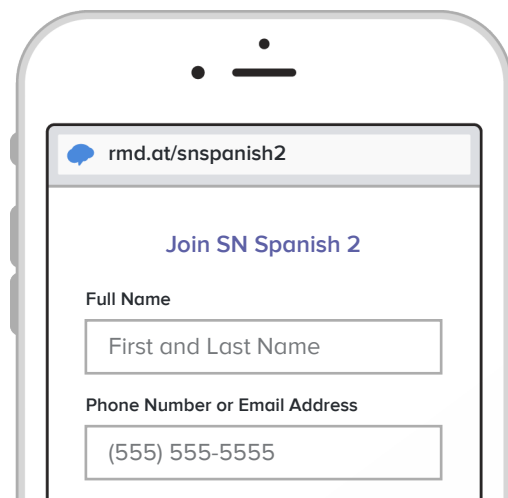 rmd.at/snspanish2
Join SN Spanish 2
Full Name
First and Last Name
Phone Number or Email Address
(555) 555-5555